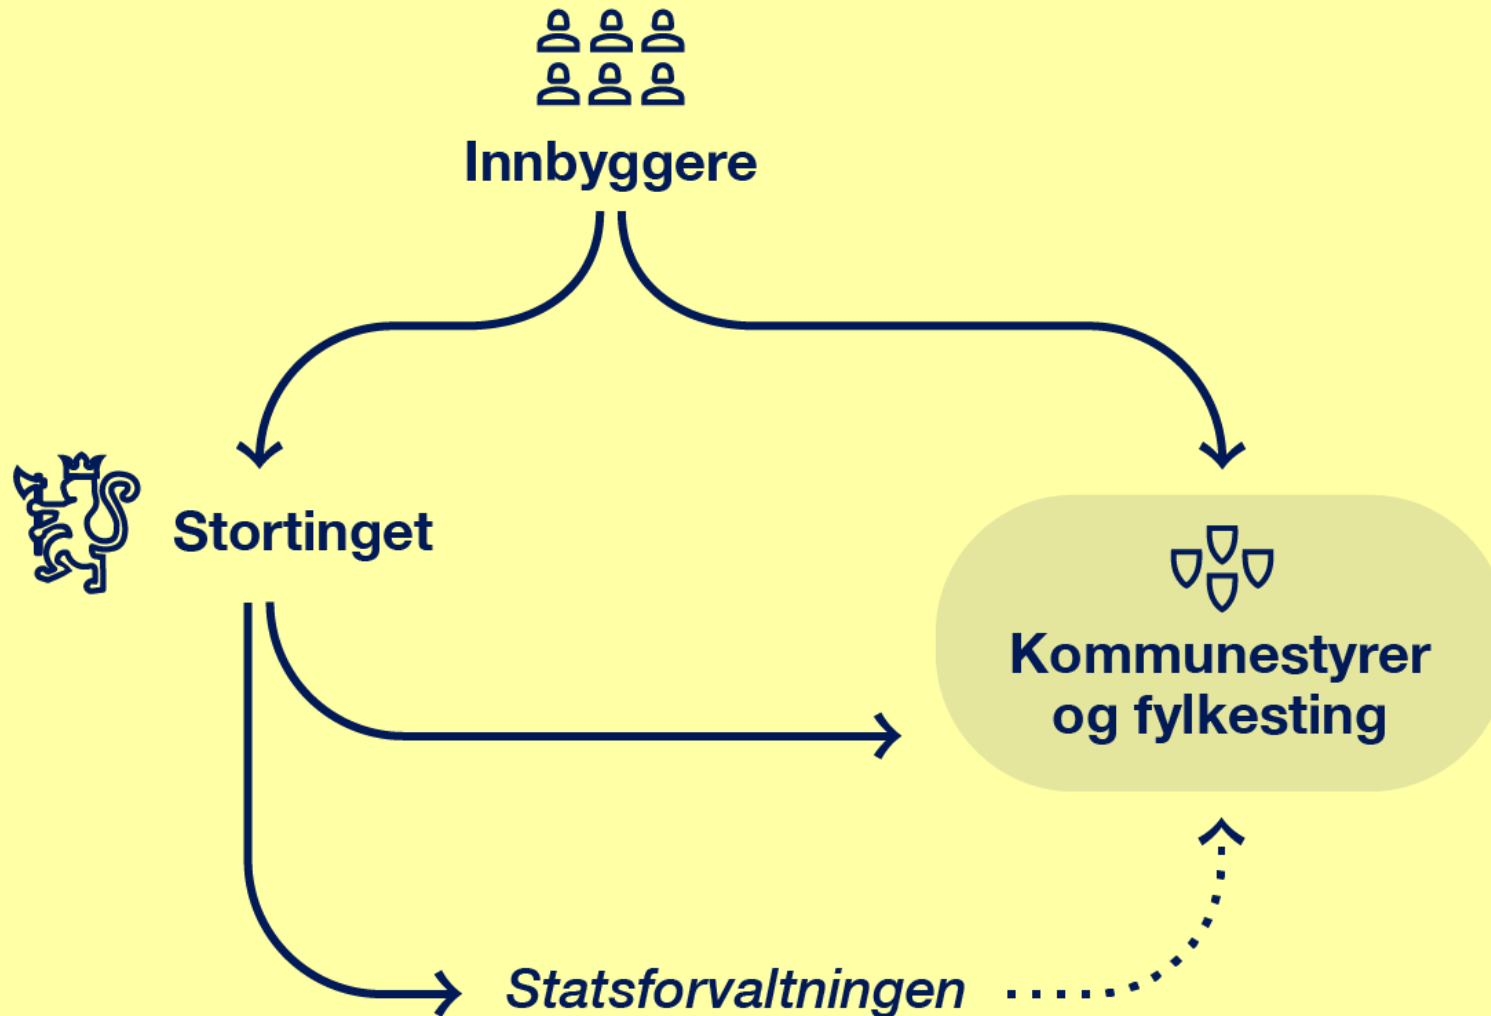 Innbyggere
Stortinget
Kommunestyrer
og fylkesting
Statsforvaltningen